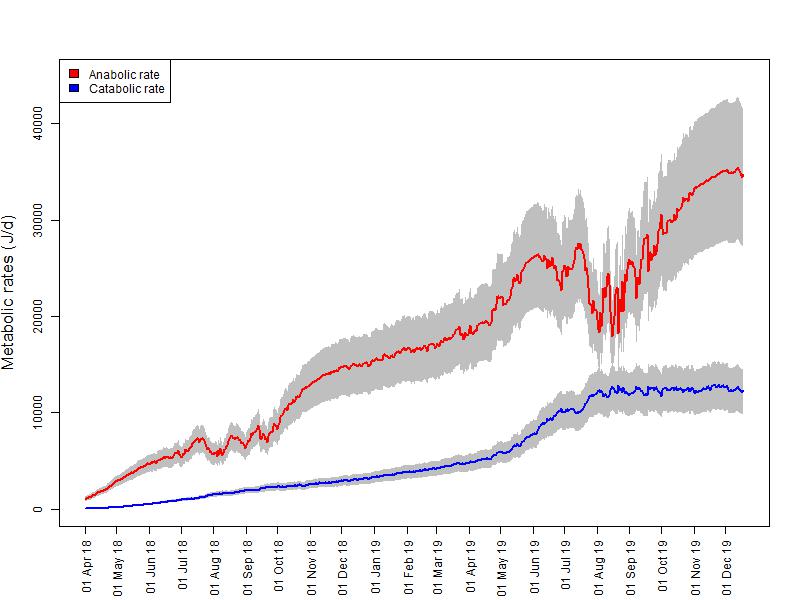 Anabolic rate
Catabolic rate
Metabolic rates (J/d)
40000
30000
20000
10000
0
01 Apr 18
01 May 18
01 Jun 18
01 Jul 18
01 Aug 18
01 Sep 18
01 Oct 18
01 Nov 18
01 Dec 18
01 Jan 19
01 Feb 19
01 Mar 19
01 Apr 19
01 May 19
01 Jun 19
01 Jul 19
01 Aug 19
01 Sep 19
01 Oct 19
01 Nov 19
01 Dec 19